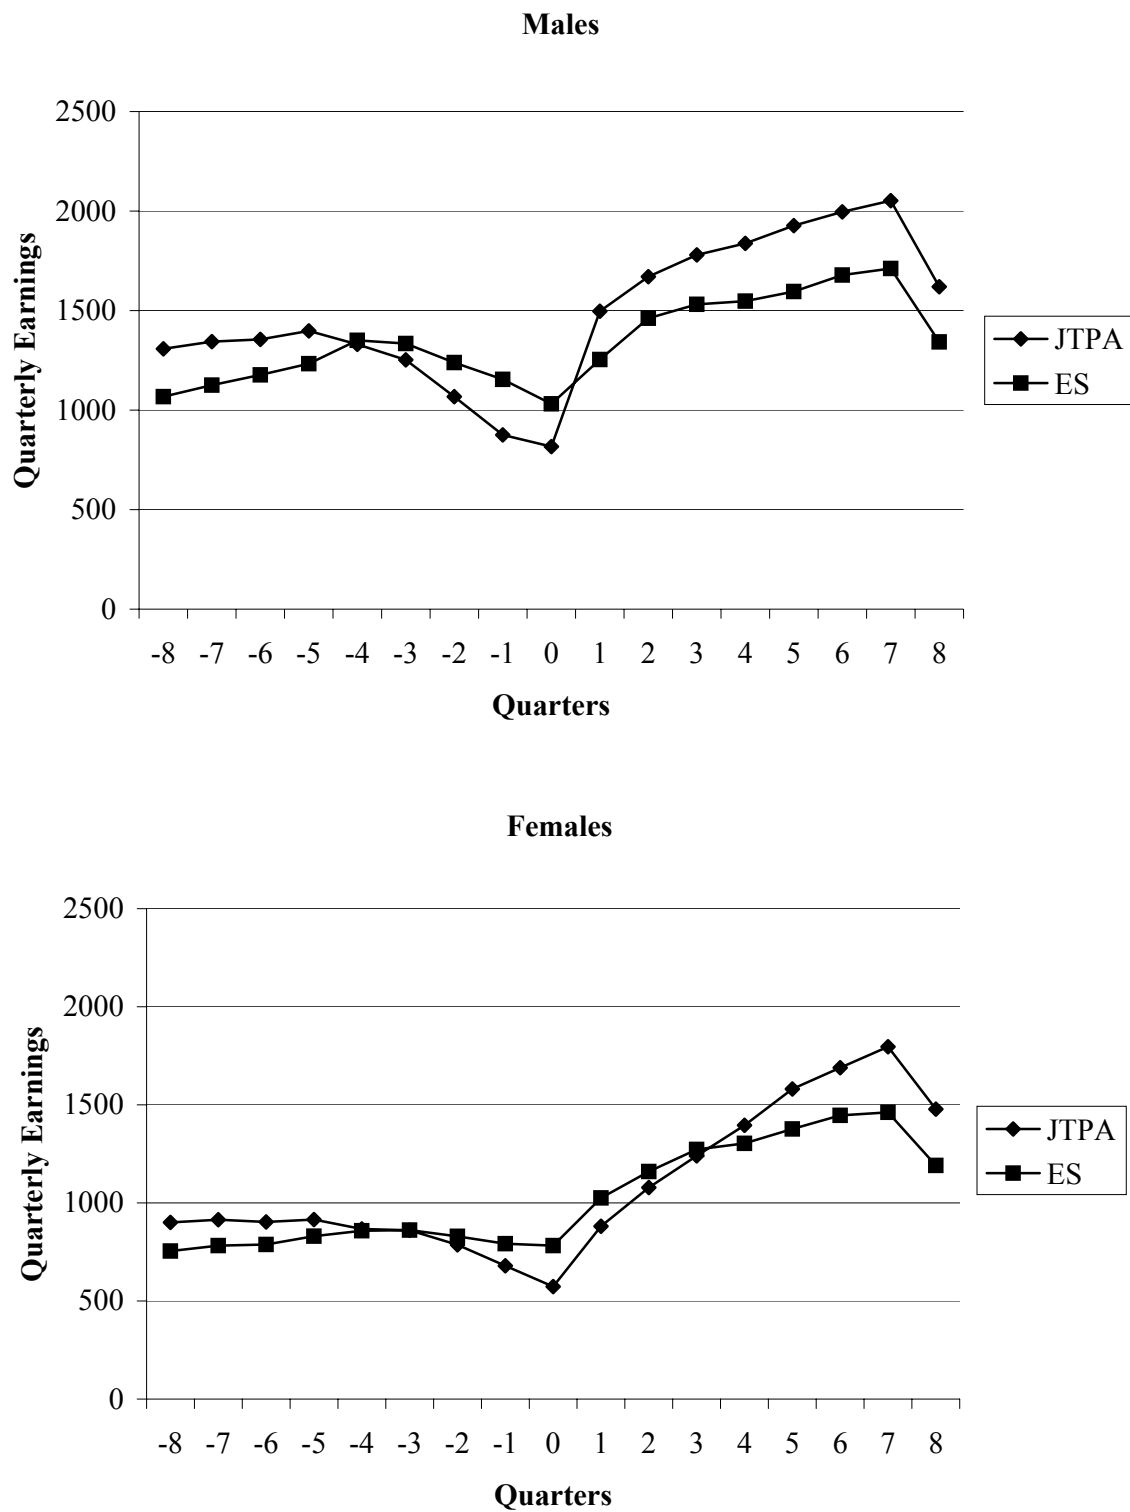 Males
2500
2000
1500
1000
500
0
Quarterly Earnings
-8 -7 -6 -5 -4 -3 -2 -1 0 1 2 3 4 5 6 7 8
Quarters
JTPA
ES
Females
2500
2000
1500
1000
500
0
Quarterly Earnings
-8 -7 -6 -5 -4 -3 -2 -1 0 1 2 3 4 5 6 7 8
Quarters
JTPA
ES